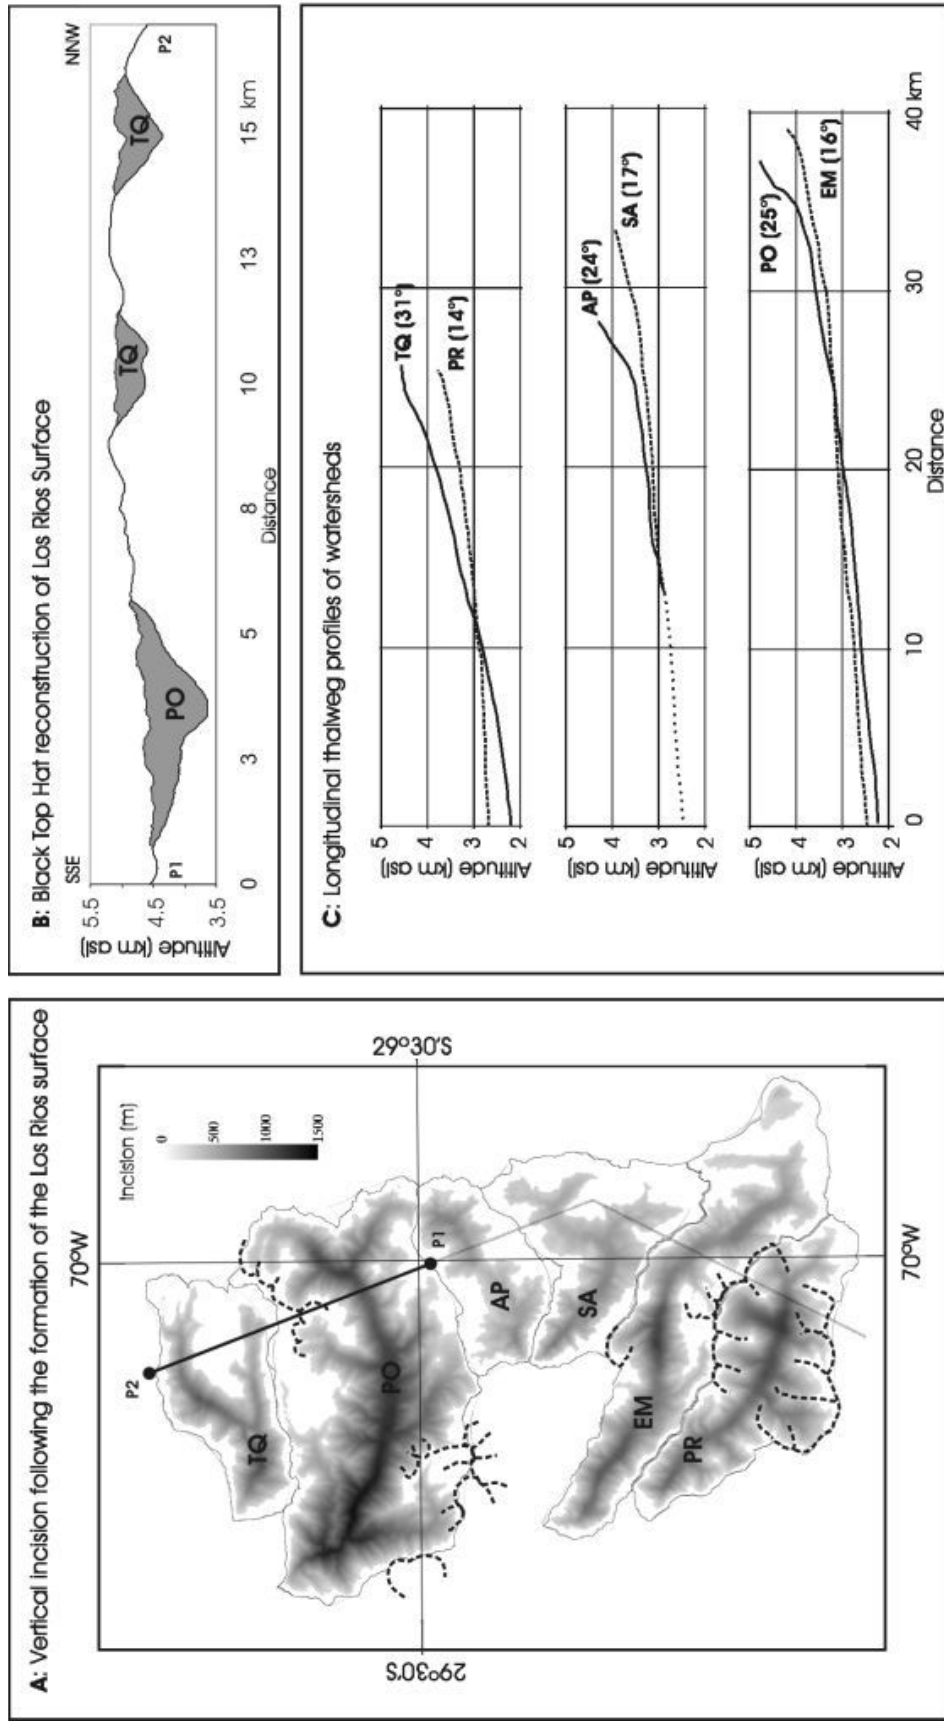 A: Vertical incision following the formation of the Los Rios surface
70°W
P2
Incision (m)
0
500
1000
1500
TQ
PO
29°30'S
29°30'S
P1
AP
SA
EM
PR
70°W
B: Black Top Hat reconstruction of Los Rios Surface
SSE
NNW
5.5
4.5
3.5
Altitude (km asl)
P1
PO
TQ
TQ
P2
0
3
5
8
10
13
15 km
Distance
C: Longitudinal thalweg profiles of watersheds
5
4
3
2
Altitude (km asl)
TQ (31°)
PR (14°)
5
4
3
2
Altitude (km asl)
AP (24°)
SA (17°)
5
4
3
2
Altitude (km asl)
PO (25°)
EM (16°)
0
10
20
30
40 km
Distance